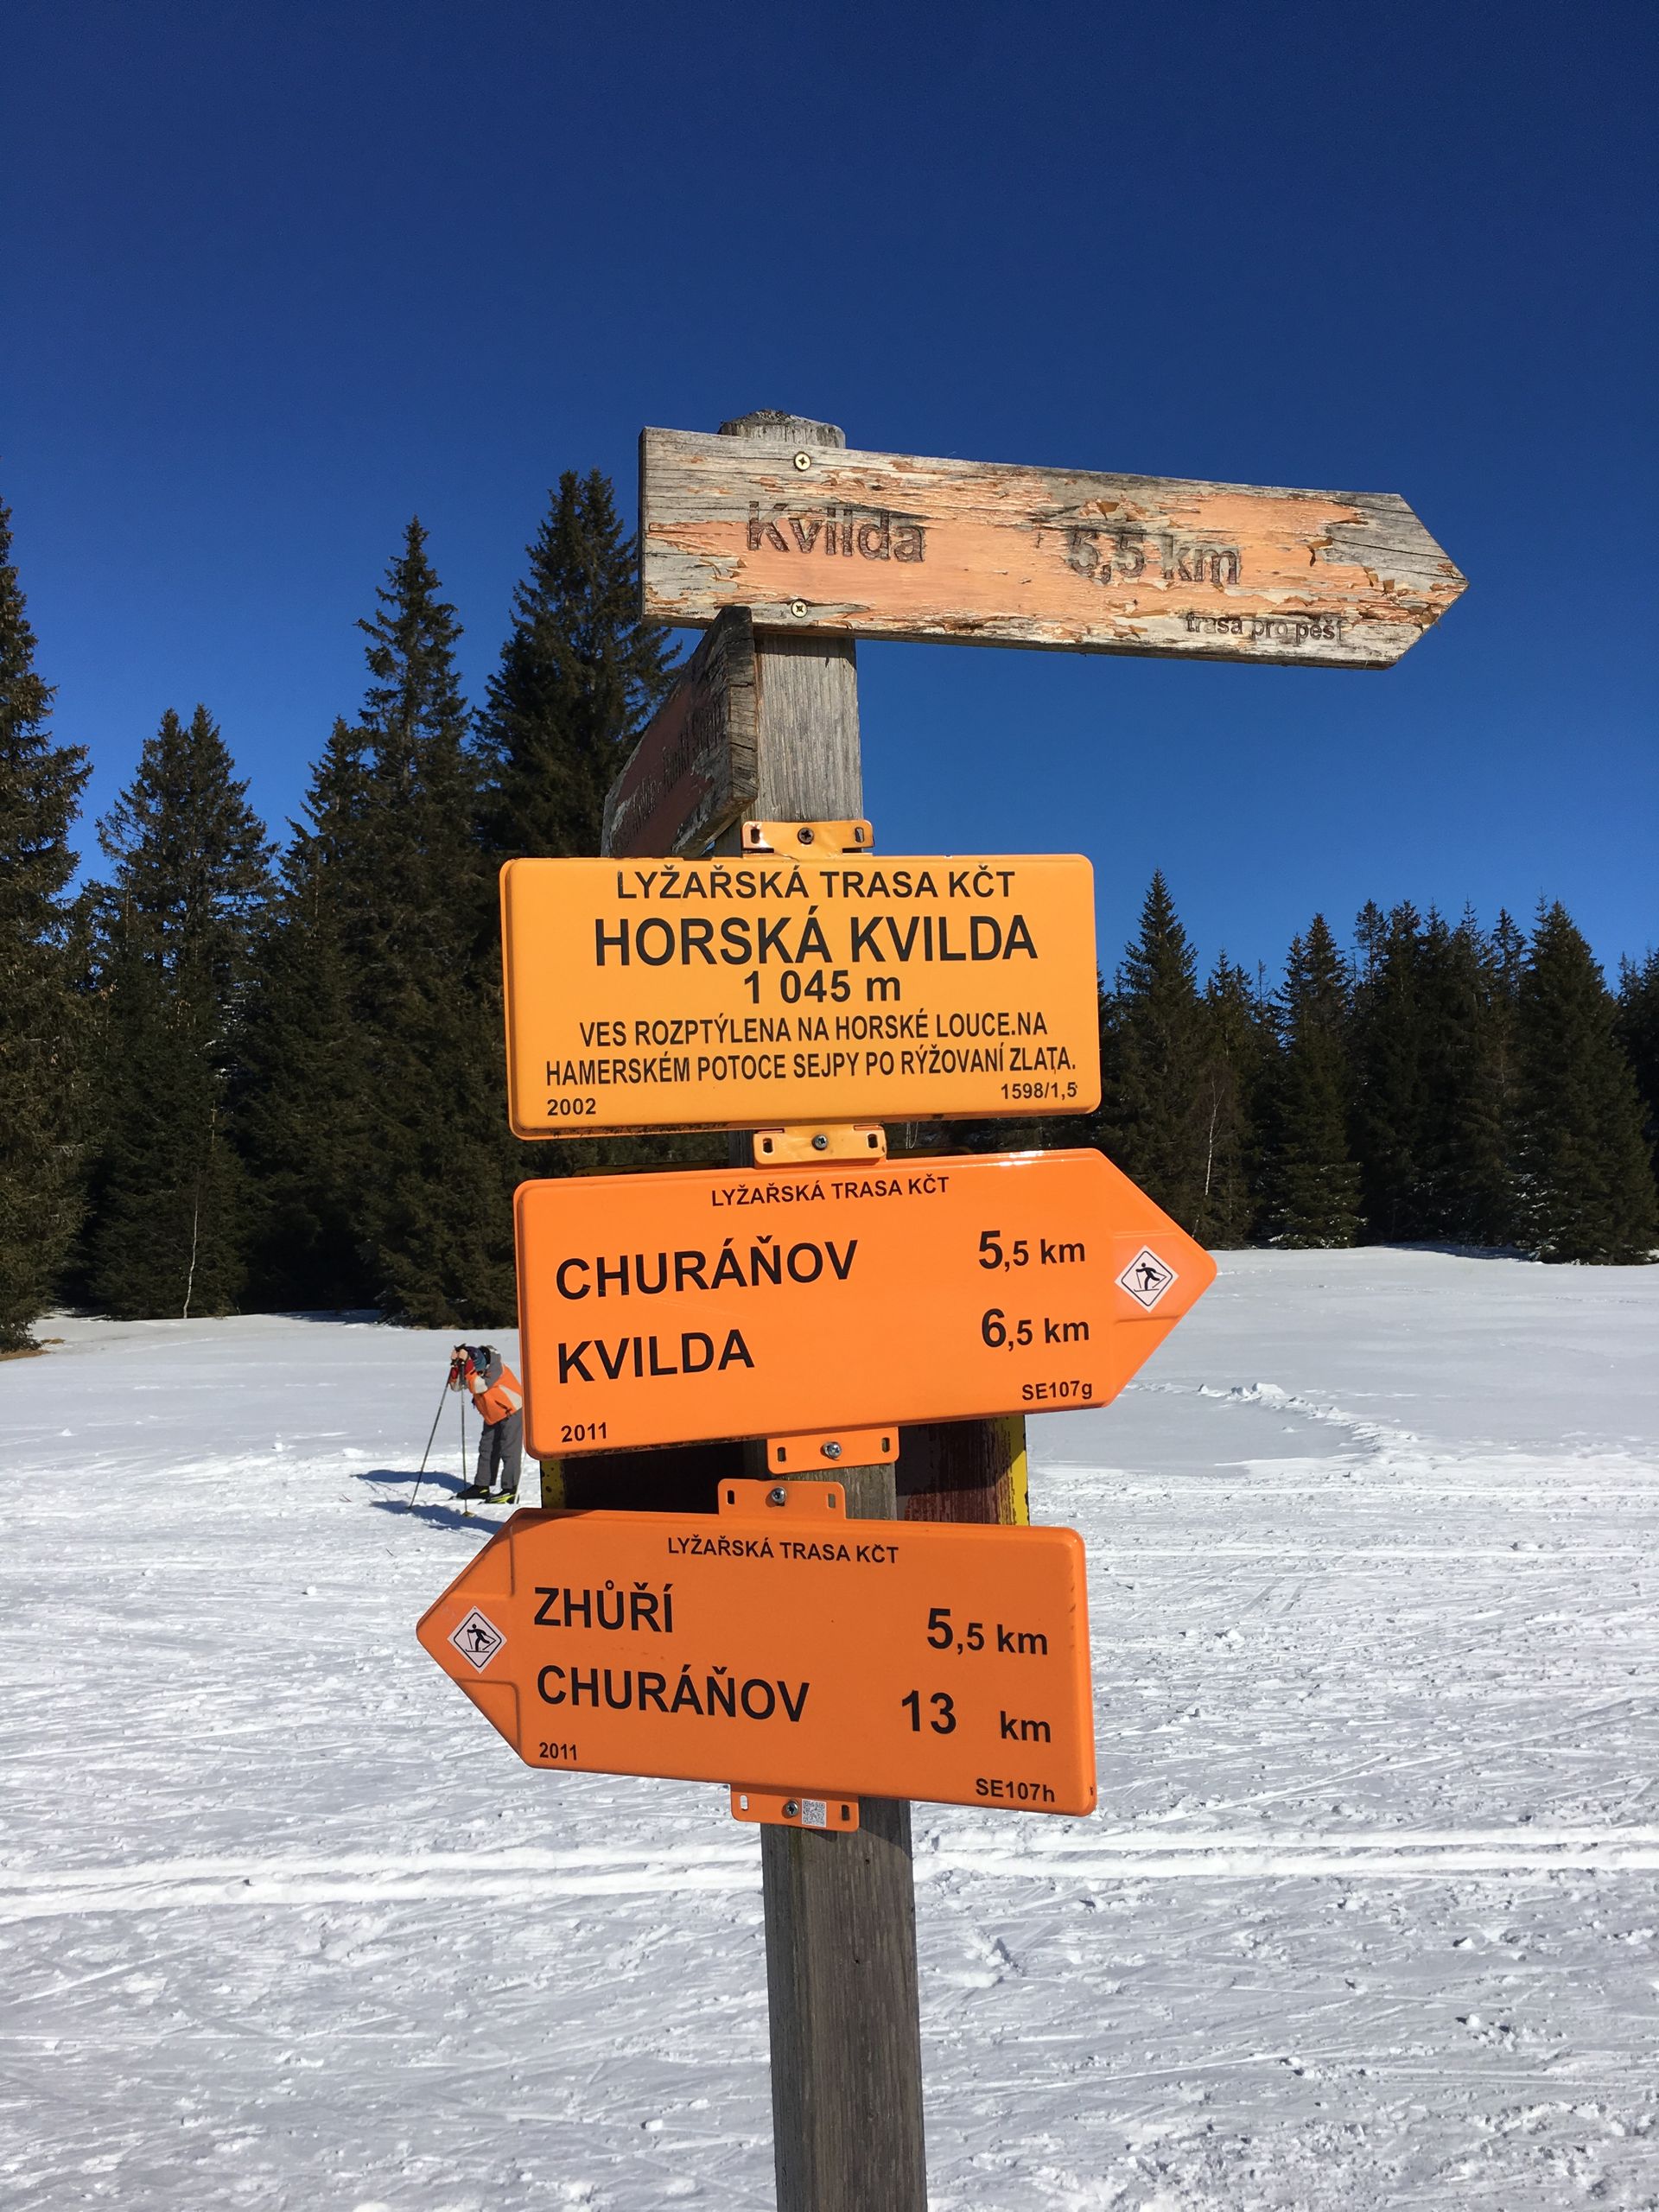 Kvilda 5,5 km
trasa pro pěší
LYŽAŘSKÁ TRASA KČT
HORSKÁ KVILDA
1 045 m
VES ROZPTÝLENA NA HORSKÉ LOUCE.NA
HAMERSKÉM POTOCE SEJPY PO RÝŽOVANÍ ZLATA.
2002 1598/1,5
LYŽAŘSKÁ TRASA KČT
CHURÁŇOV 5,5 km
KVILDA 6,5 km
2011 SE107g
LYŽAŘSKÁ TRASA KČT
ZHŮŘÍ 5,5 km
CHURÁŇOV 13 km
2011 SE107h